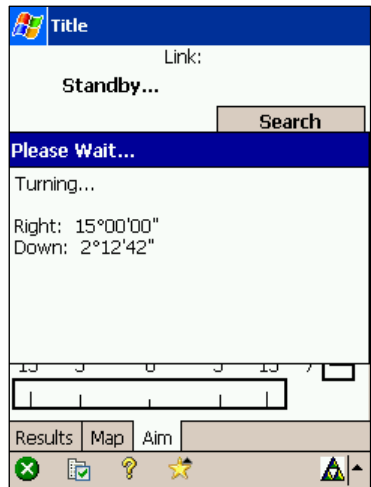 Title
Link:
Standby...
Search
Please Wait...
Turning...
Right: 15°00'00"
Down: 2°12'42"
Results Map Aim